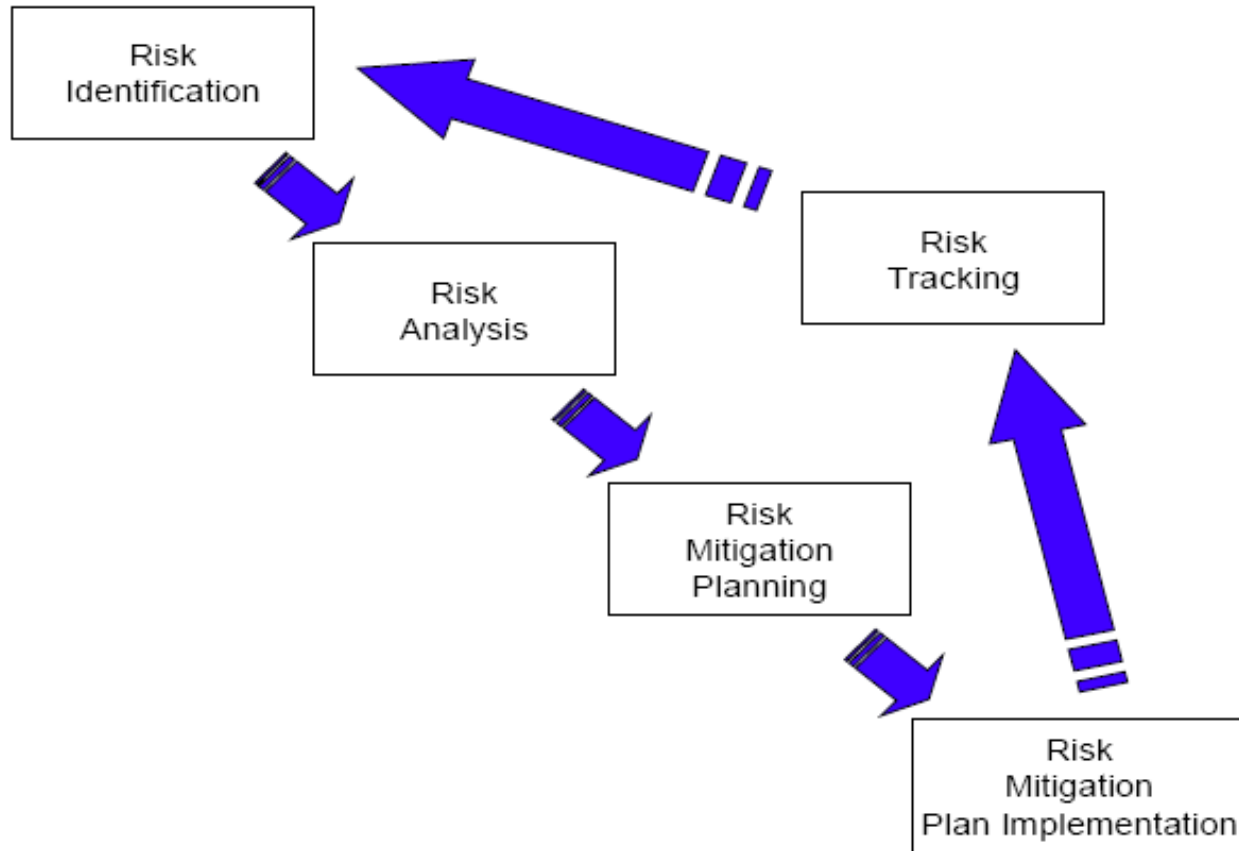 Risk
Identification
Risk
Analysis
Risk
Tracking
Risk
Mitigation
Planning
Risk
Mitigation
Plan Implementation